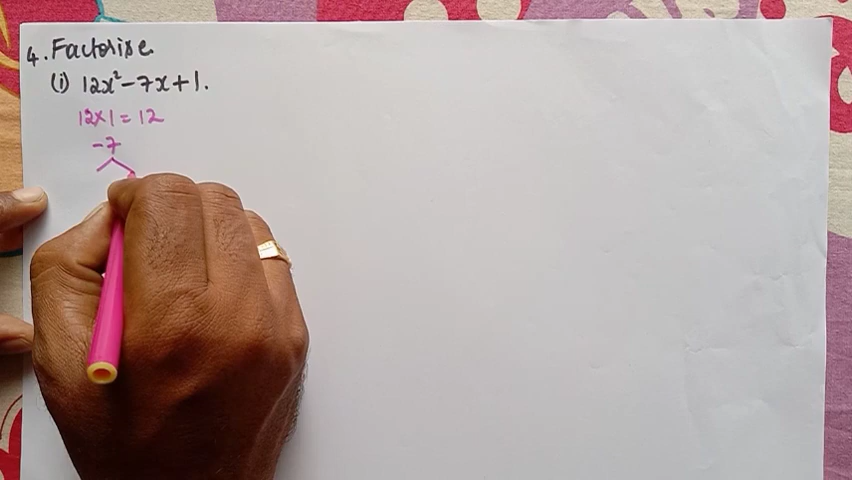 4. Factorise
(i) 12x² - 7x + 1.
12 × 1 = 12
-7